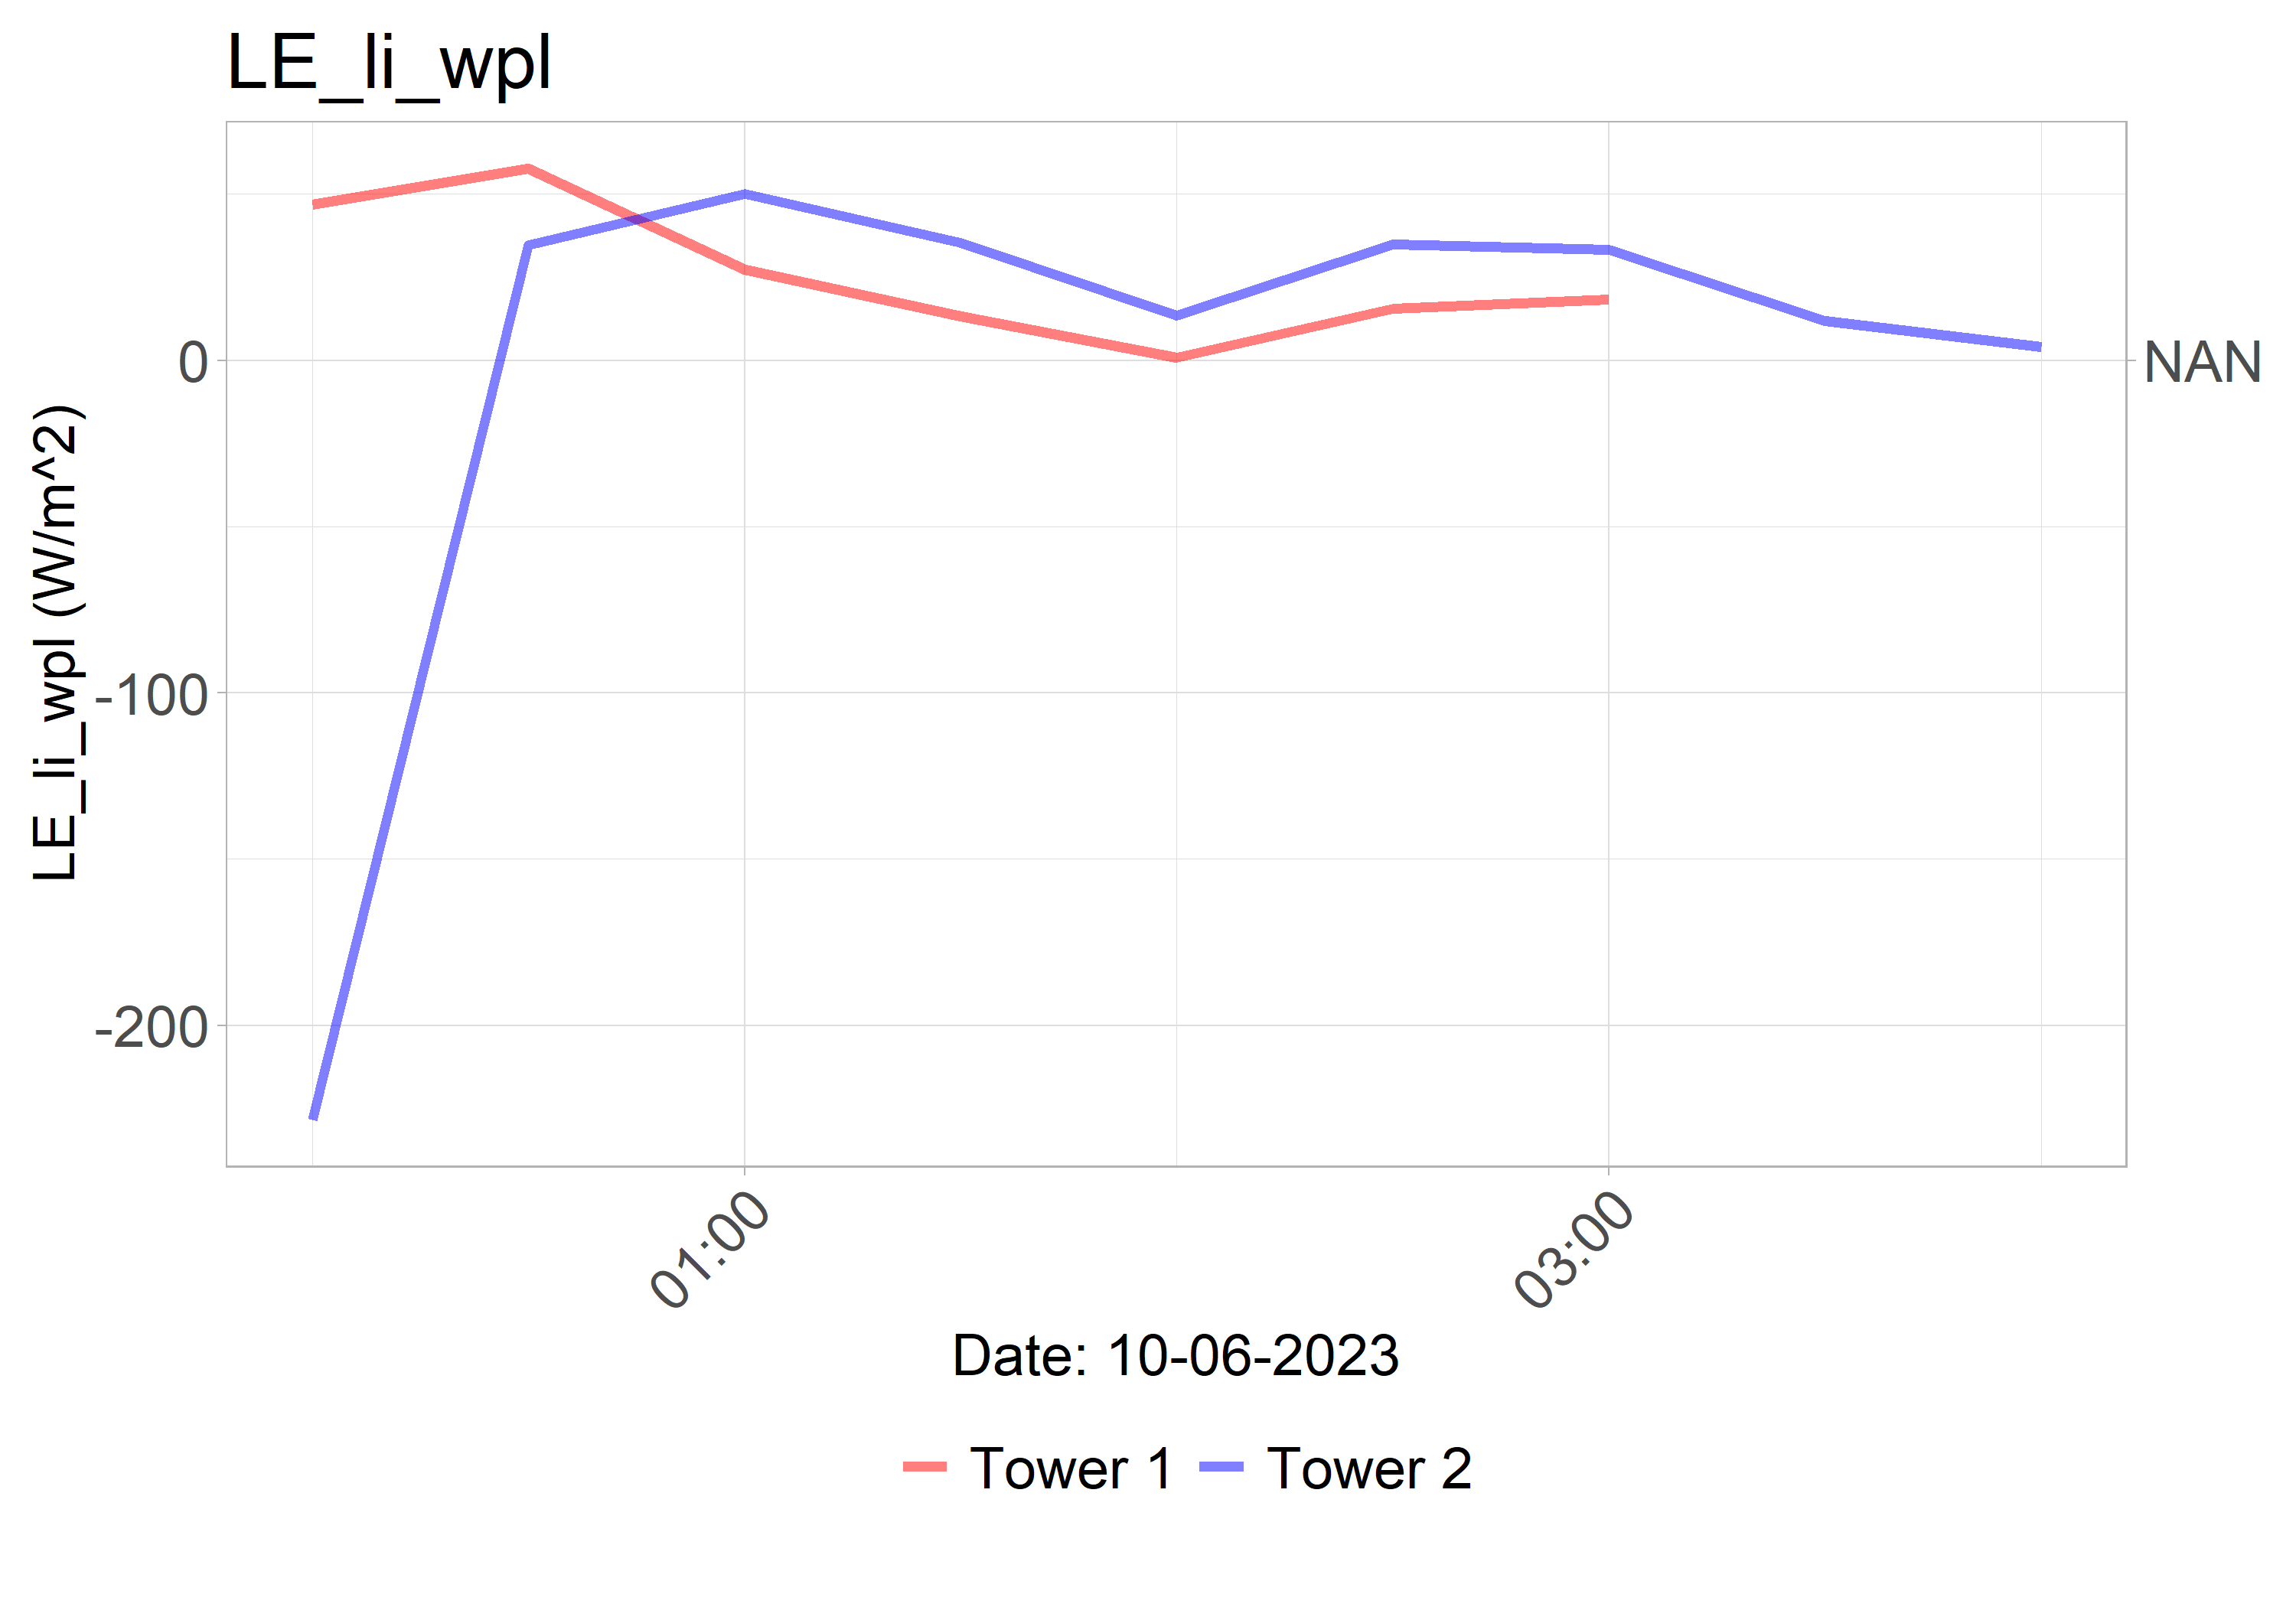 LE_li_wpl
LE_li_wpl (W/m^2)
0
-100
-200
NAN
01:00
03:00
Date: 10-06-2023
Tower 1
Tower 2